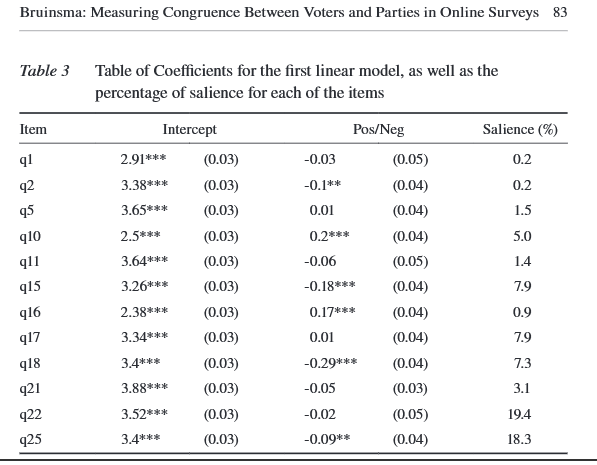 Bruinsma: Measuring Congruence Between Voters and Parties in Online Surveys 83
Table 3 Table of Coefficients for the first linear model, as well as the
percentage of salience for each of the items
Item Intercept Pos/Neg Salience (%)
q1 2.91*** (0.03) -0.03 (0.05) 0.2
q2 3.38*** (0.03) -0.1** (0.04) 0.2
q5 3.65*** (0.03) 0.01 (0.04) 1.5
q10 2.5*** (0.03) 0.2*** (0.04) 5.0
q11 3.64*** (0.03) -0.06 (0.05) 1.4
q15 3.26*** (0.03) -0.18*** (0.04) 7.9
q16 2.38*** (0.03) 0.17*** (0.04) 0.9
q17 3.34*** (0.03) 0.01 (0.04) 7.9
q18 3.4*** (0.03) -0.29*** (0.04) 7.3
q21 3.88*** (0.03) -0.05 (0.03) 3.1
q22 3.52*** (0.03) -0.02 (0.05) 19.4
q25 3.4*** (0.03) -0.09** (0.04) 18.3